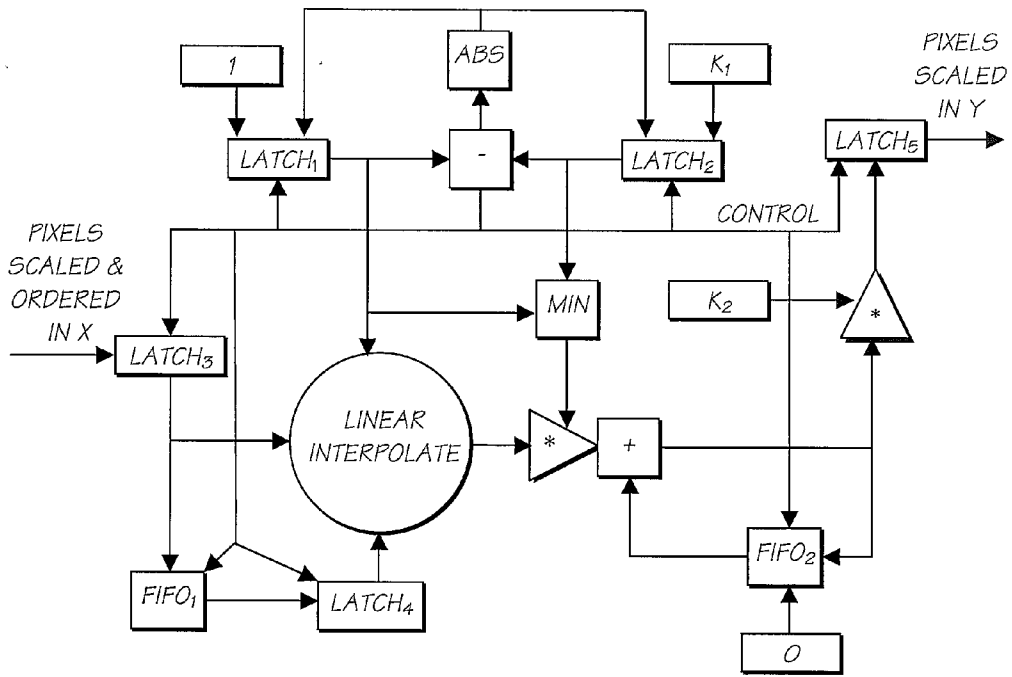 ABS
1
K₁
PIXELS
SCALED
IN Y
LATCH₁
-
LATCH₂
LATCH₅
CONTROL
PIXELS
SCALED &
ORDERED
IN X
MIN
K₂
*
LATCH₃
LINEAR
INTERPOLATE
*
+
FIFO₁
LATCH₄
FIFO₂
0